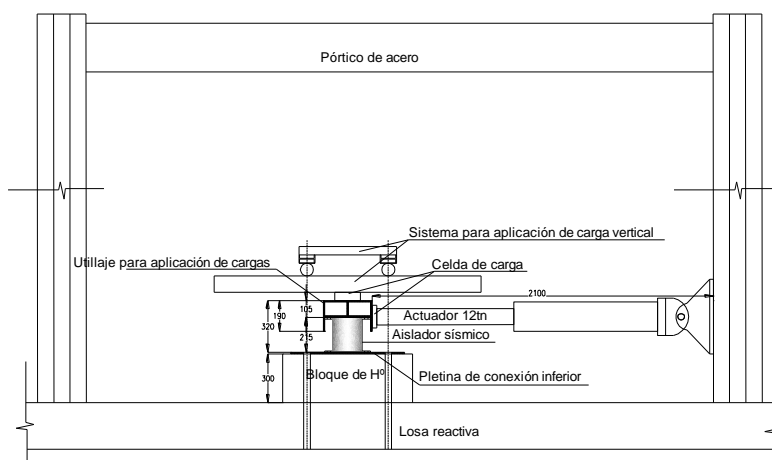 Pórtico de acero
Sistema para aplicación de carga vertical
Utillaje para aplicación de cargas
Celda de carga
2100
105
190
320
215
Actuador 12tn
Aislador sísmico
300
Bloque de Hº
Pletina de conexión inferior
Losa reactiva